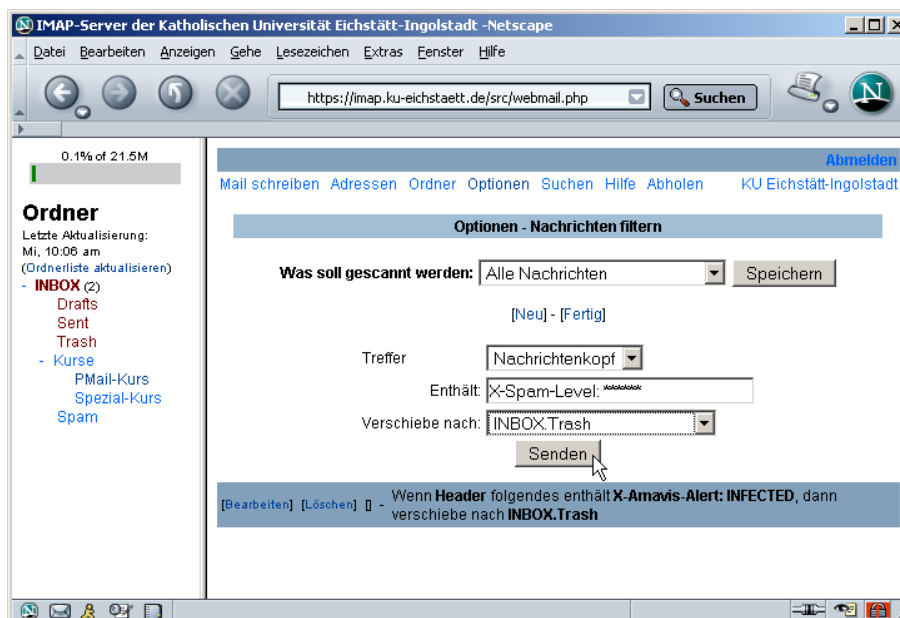 IMAP-Server der Katholischen Universität Eichstätt-Ingolstadt -Netscape
Datei Bearbeiten Anzeigen Gehe Lesezeichen Extras Fenster Hilfe
https://imap.ku-eichstaett.de/src/webmail.php
Suchen
N
0.1% of 21.5M
Ordner
Letzte Aktualisierung:
Mi, 10:06 am
(Ordnerliste aktualisieren)
- INBOX (2)
Drafts
Sent
Trash
- Kurse
PMail-Kurs
Spezial-Kurs
Spam
Abmelden
Mail schreiben Adressen Ordner Optionen Suchen Hilfe Abholen KU Eichstätt-Ingolstadt
Optionen - Nachrichten filtern
Was soll gescannt werden: Alle Nachrichten Speichern
[Neu] - [Fertig]
Treffer Nachrichtenkopf
Enthält: X-Spam-Level: *******
Verschiebe nach: INBOX.Trash
Senden
[Bearbeiten] [Löschen] [] - Wenn Header folgendes enthält X-Amavis-Alert: INFECTED, dann
verschiebe nach INBOX.Trash